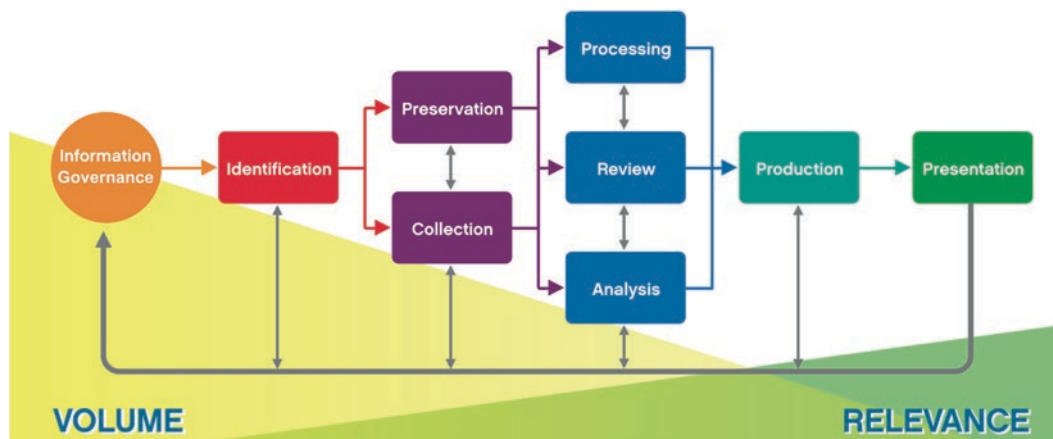 Information
Governance
Identification
Preservation
Collection
Processing
Review
Analysis
Production
Presentation
VOLUME
RELEVANCE